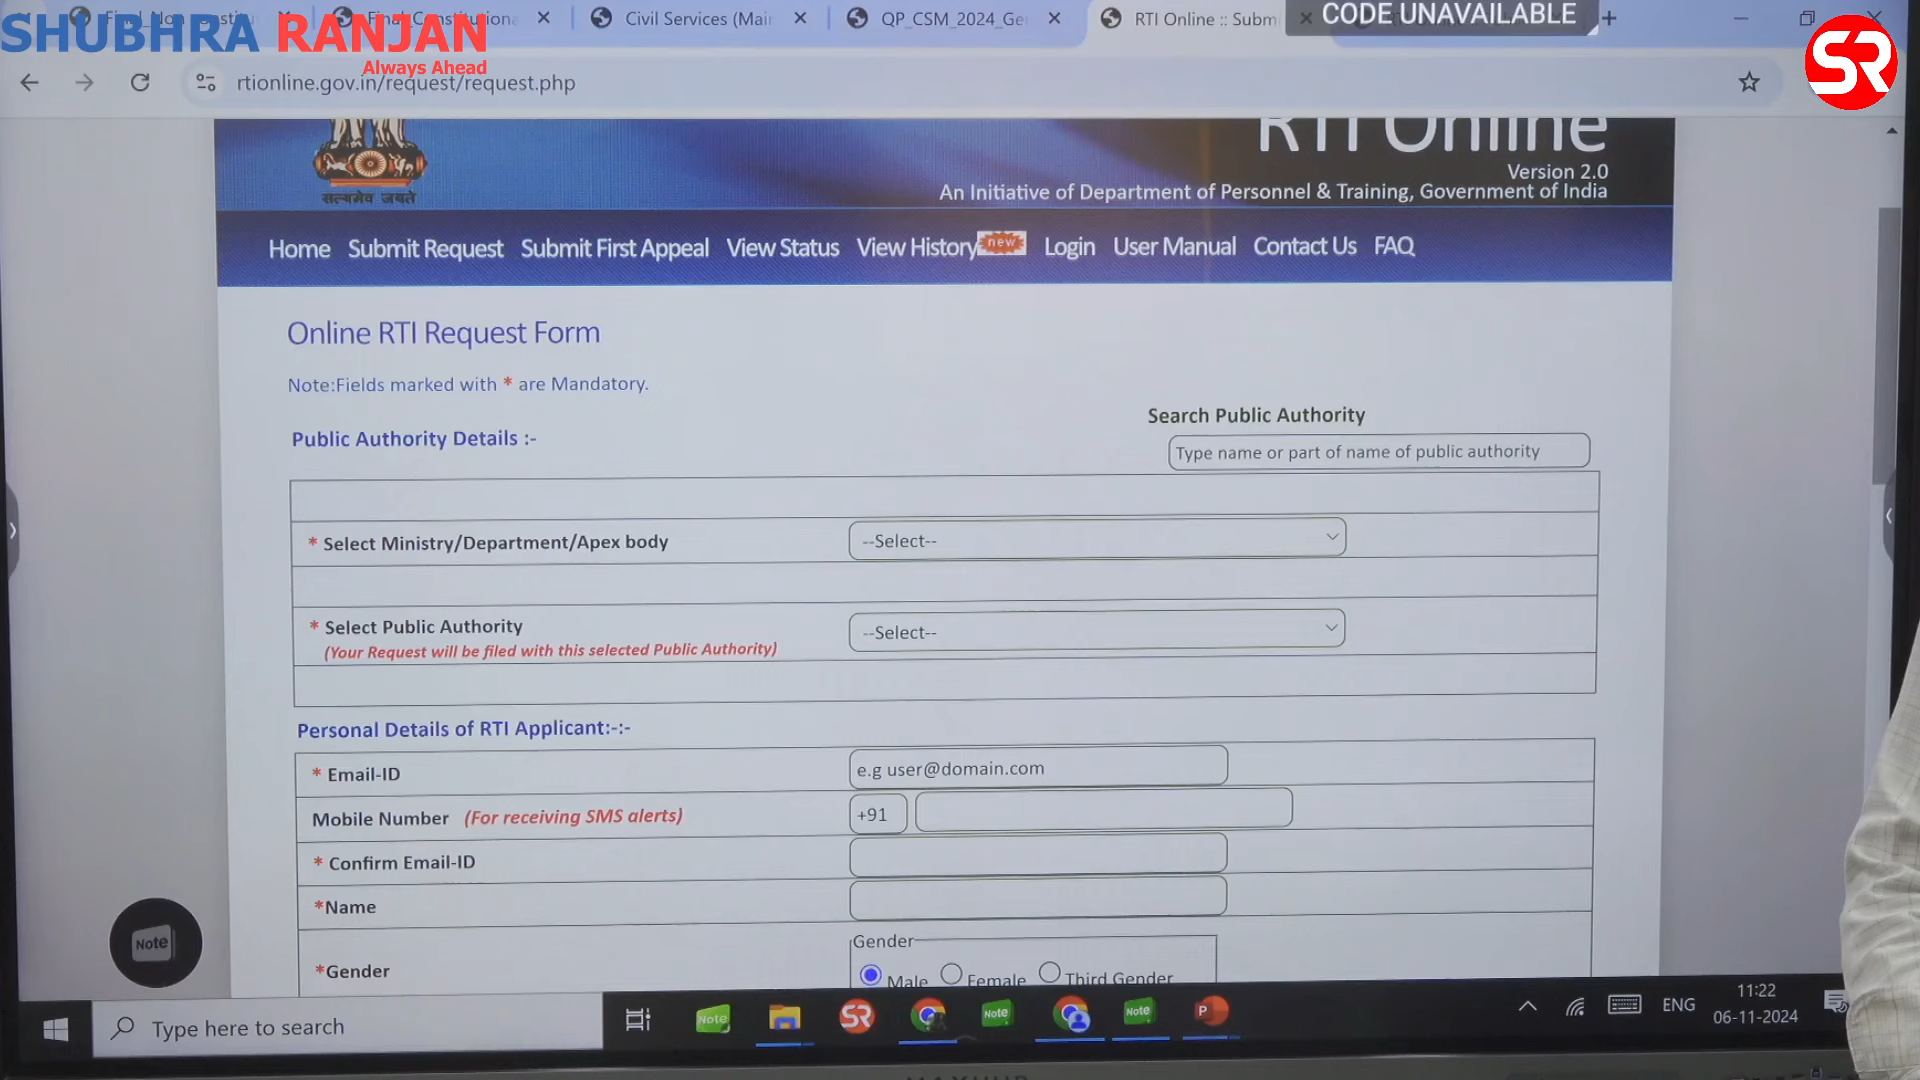 Civil Services (Main
QP_CSM_2024_Ge
RTI Online :: Submi
CODE UNAVAILABLE
SHUBHRA RANJAN
Always Ahead
SR
rtionline.gov.in/request/request.php
RTI Online
Version 2.0
An Initiative of Department of Personnel & Training, Government of India
सत्यमेव जयते
Home Submit Request Submit First Appeal View Status View History new Login User Manual Contact Us FAQ
Online RTI Request Form
Note:Fields marked with * are Mandatory.
Search Public Authority
Public Authority Details :-
Type name or part of name of public authority
* Select Ministry/Department/Apex body
--Select--
* Select Public Authority
--Select--
(Your Request will be filed with this selected Public Authority)
Personal Details of RTI Applicant:-:-
* Email-ID
e.g user@domain.com
Mobile Number (For receiving SMS alerts)
+91
* Confirm Email-ID
*Name
Gender
*Gender
Male Female Third Gender
Note
Type here to search
Note
SR
Note
Note
P
ENG
11:22
06-11-2024